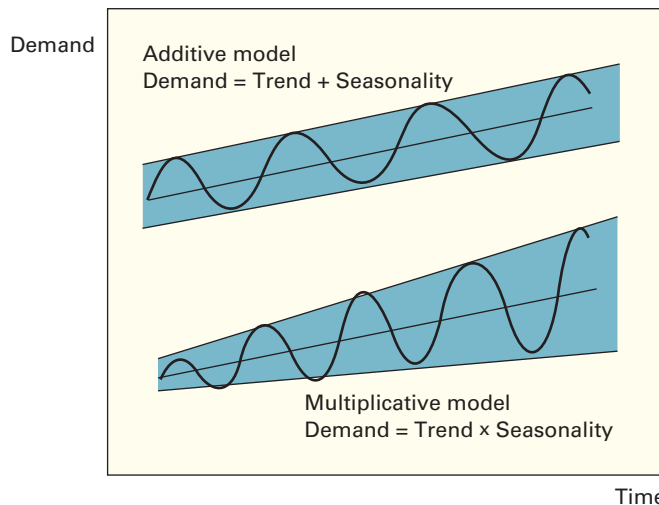 Demand
Additive model
Demand = Trend + Seasonality
Multiplicative model
Demand = Trend x Seasonality
Time